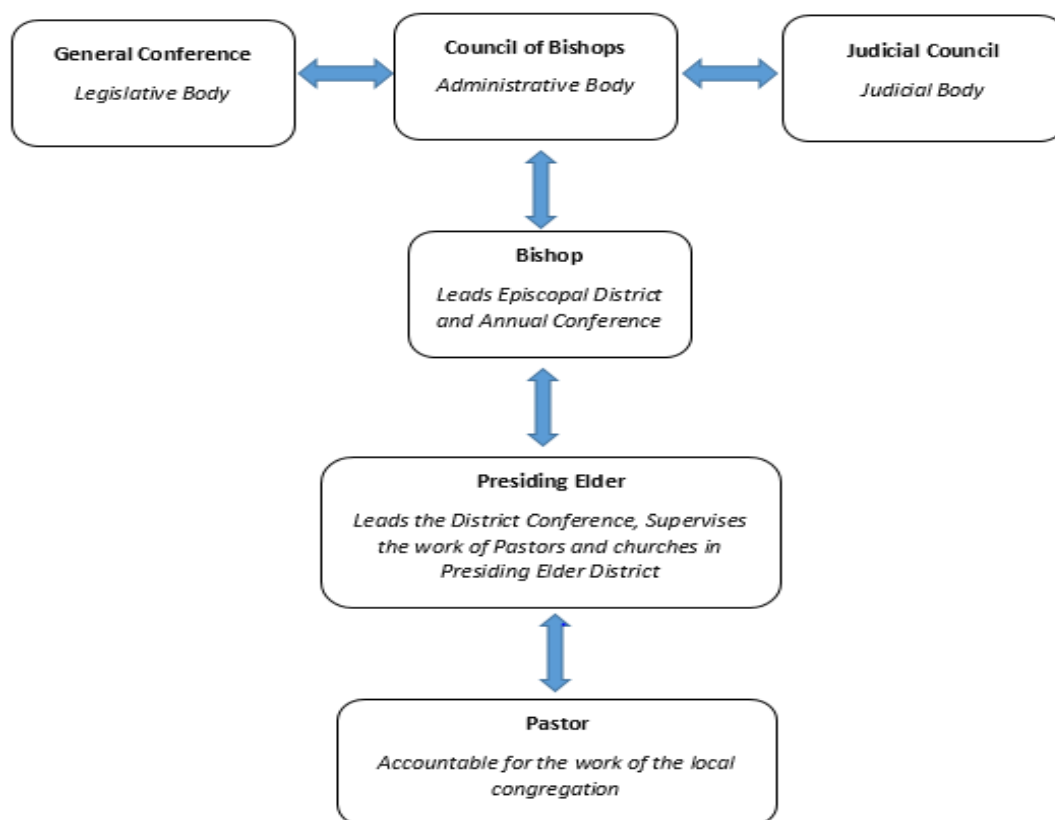 General Conference
Legislative Body
Council of Bishops
Administrative Body
Judicial Council
Judicial Body
Bishop
Leads Episcopal District
and Annual Conference
Presiding Elder
Leads the District Conference, Supervises
the work of Pastors and churches in
Presiding Elder District
Pastor
Accountable for the work of the local
congregation